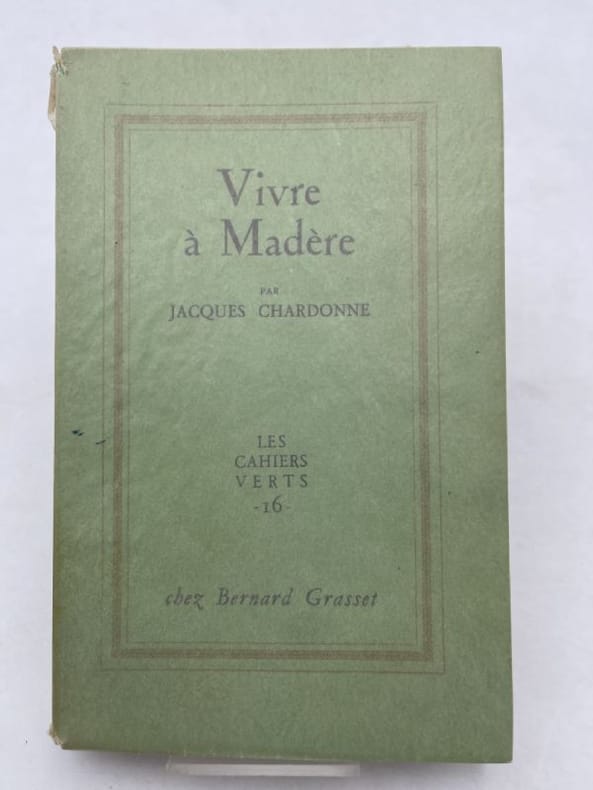 Vivre
à Madère
PAR
JACQUES CHARDONNE
LES
CAHIERS
VERTS
-16-
chez Bernard Grasset